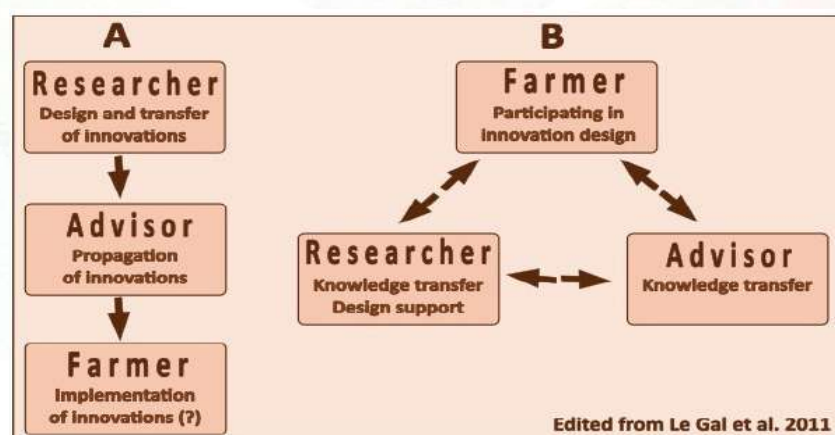 A
Researcher
Design and transfer
of innovations
Advisor
Propagation
of innovations
Farmer
Implementation
of innovations (?)
B
Farmer
Participating in
innovation design
Researcher
Knowledge transfer
Design support
Advisor
Knowledge transfer
Edited from Le Gal et al. 2011